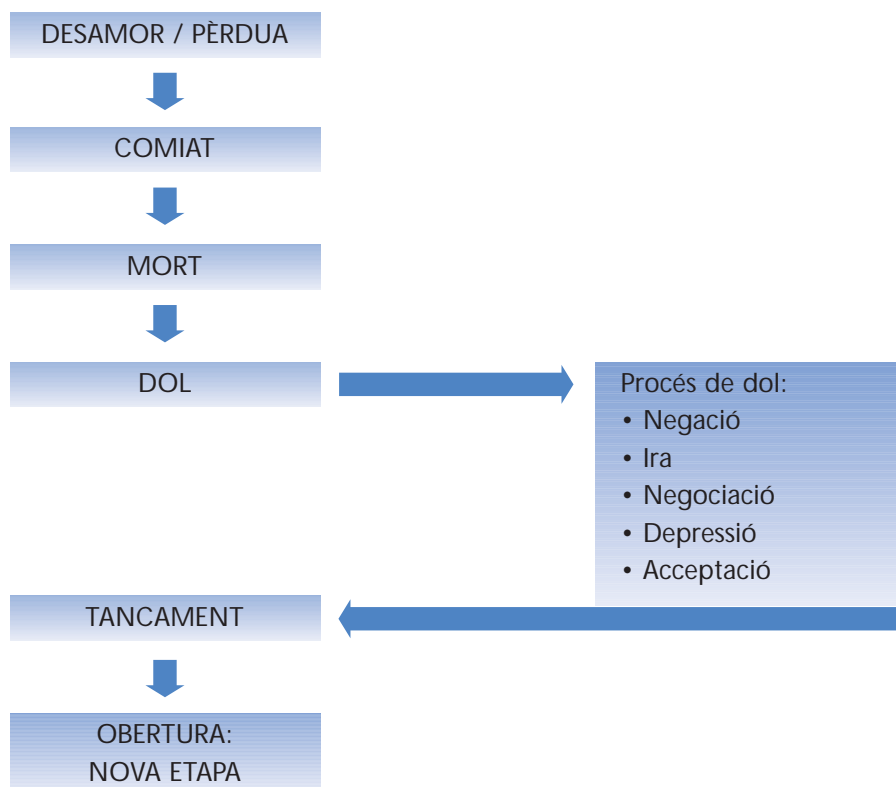 DESAMOR / PÈRDUA
COMIAT
MORT
DOL
Procés de dol:
• Negació
• Ira
• Negociació
• Depressió
• Acceptació
TANCAMENT
OBERTURA:
NOVA ETAPA